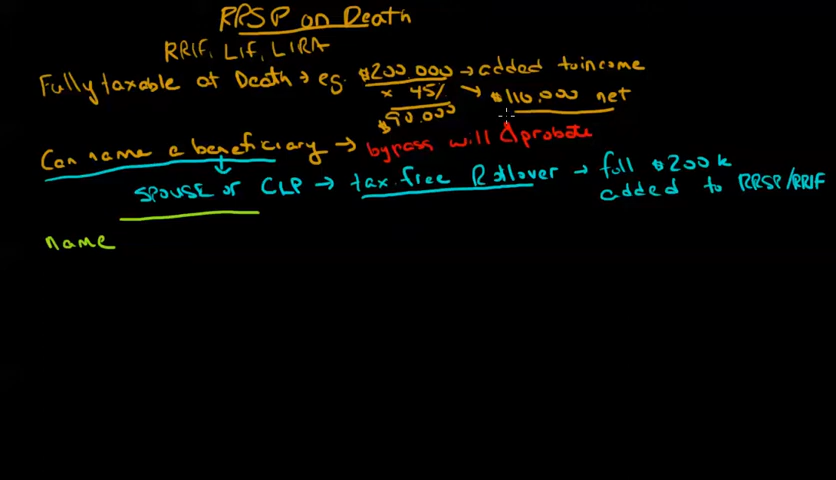 RRSP on Death
RRIF, LIF, LIRA
Fully taxable at Death → eg. $200.000 → added to income
x 45% → $110.000 net
$90.000
Can name a beneficiary → bypass will & probate
SPOUSE or CLP → tax.free Rollover → full $200k
added to RRSP/RRIF
name